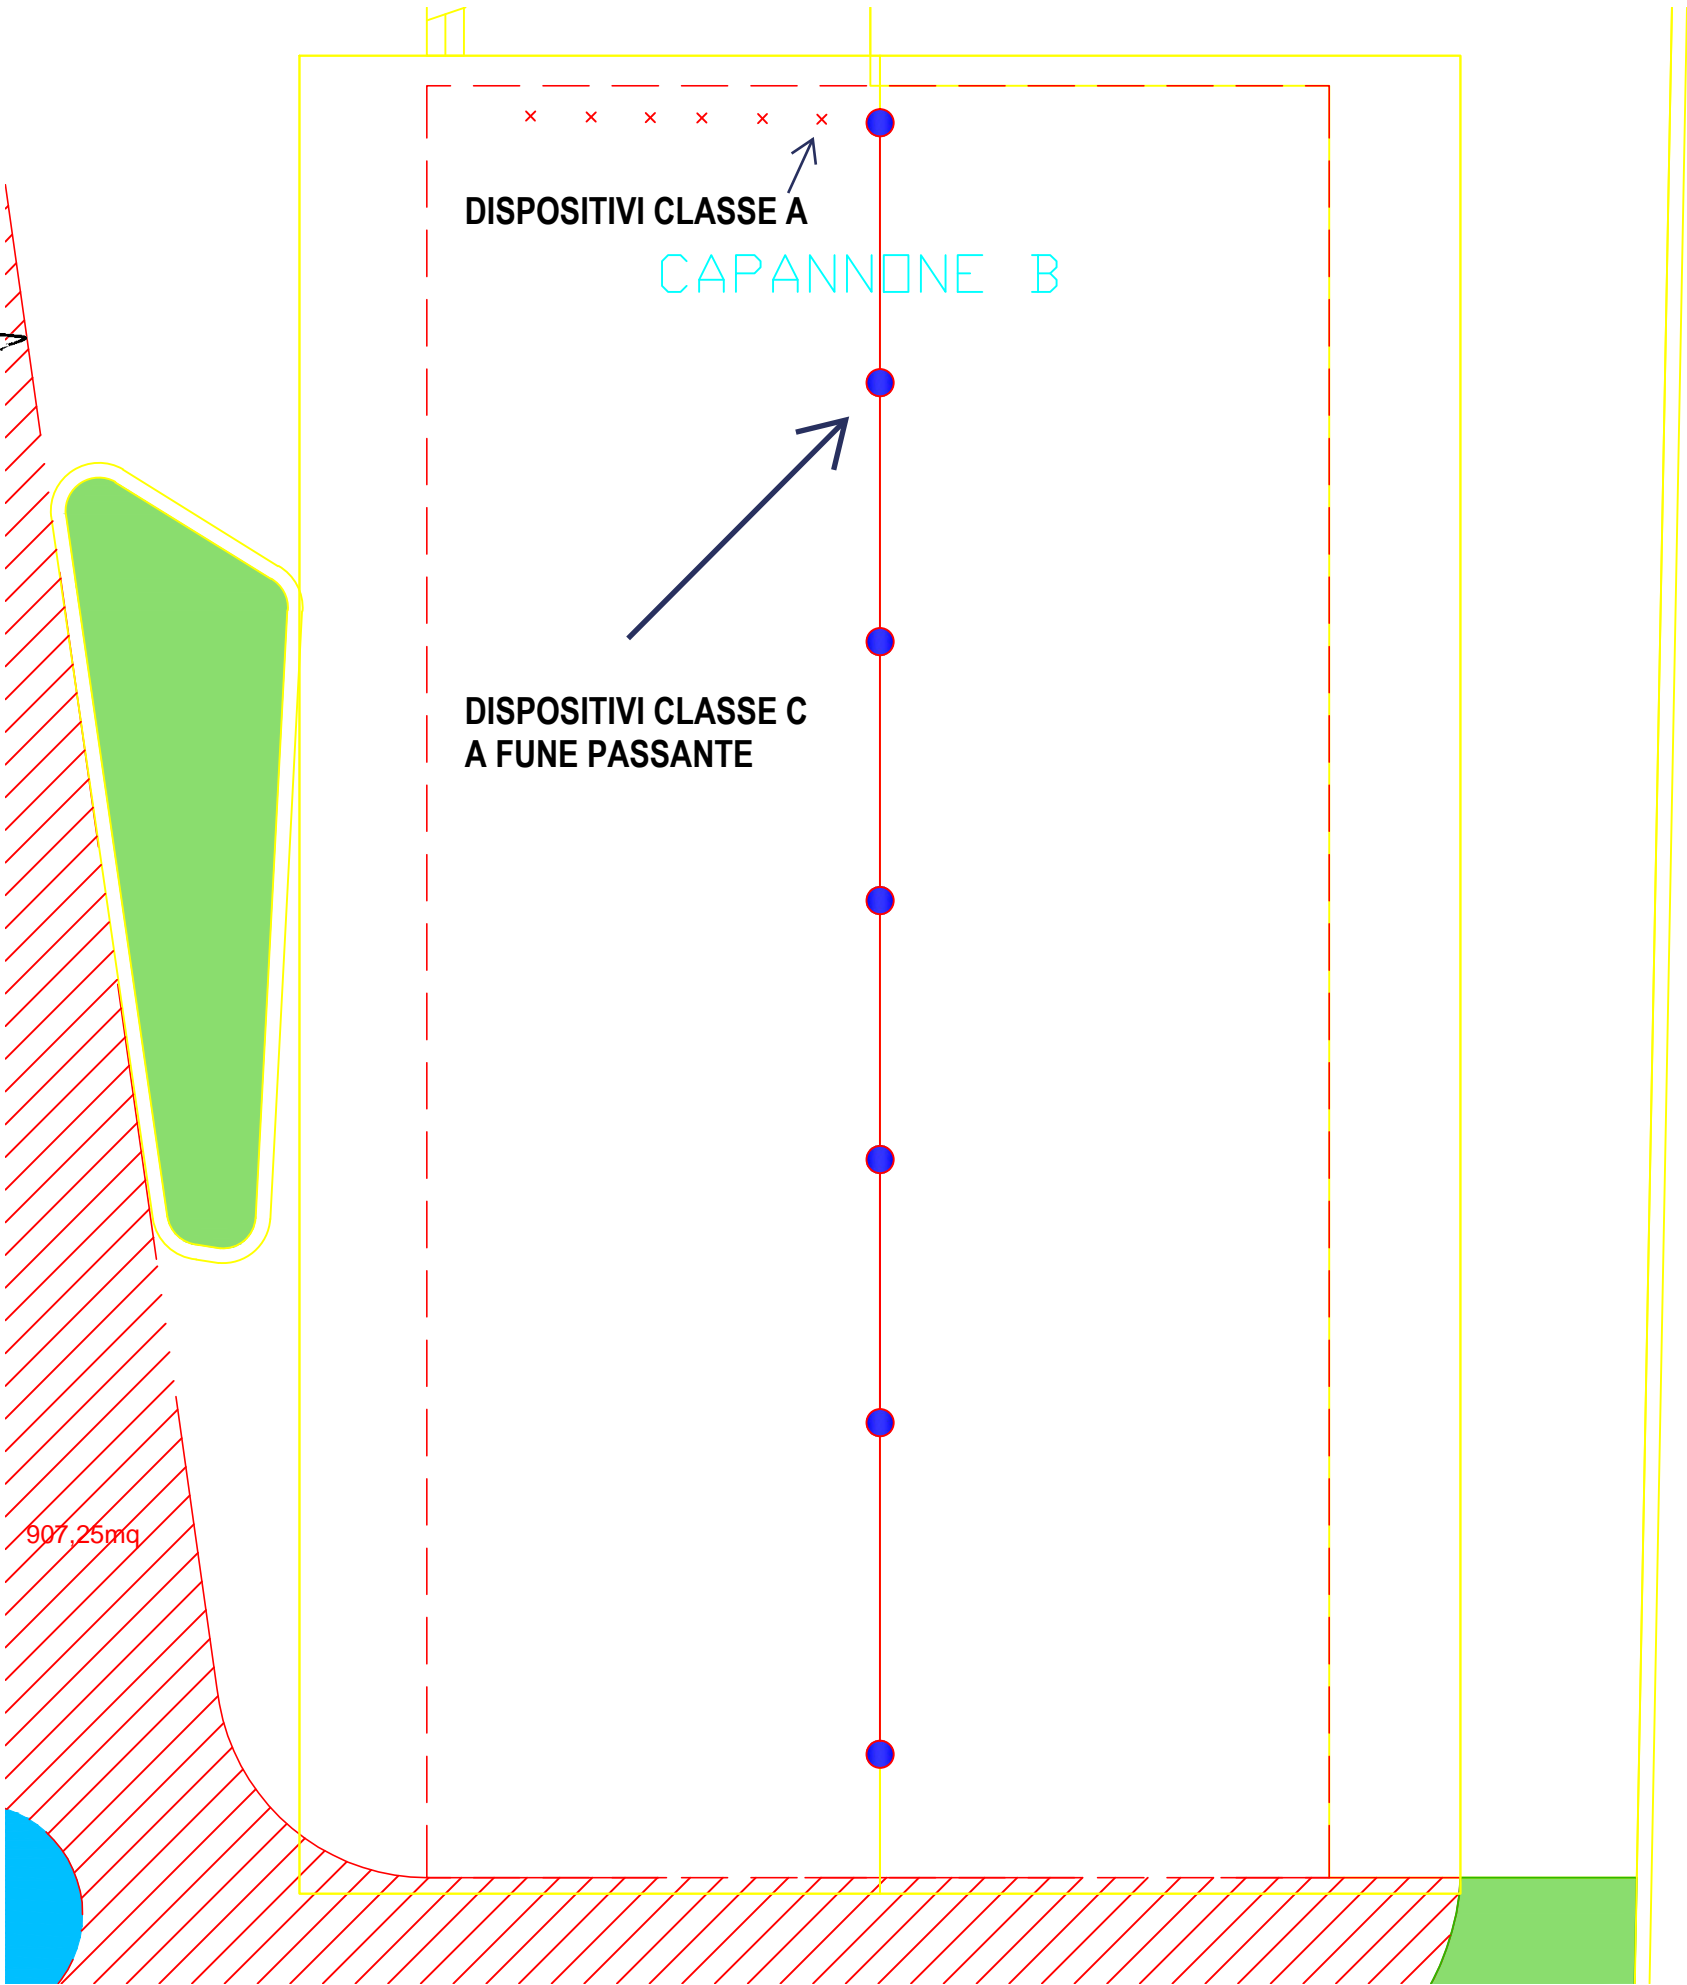 DISPOSITIVI CLASSE A
CAPANNONE B
DISPOSITIVI CLASSE C
A FUNE PASSANTE
907,25mq